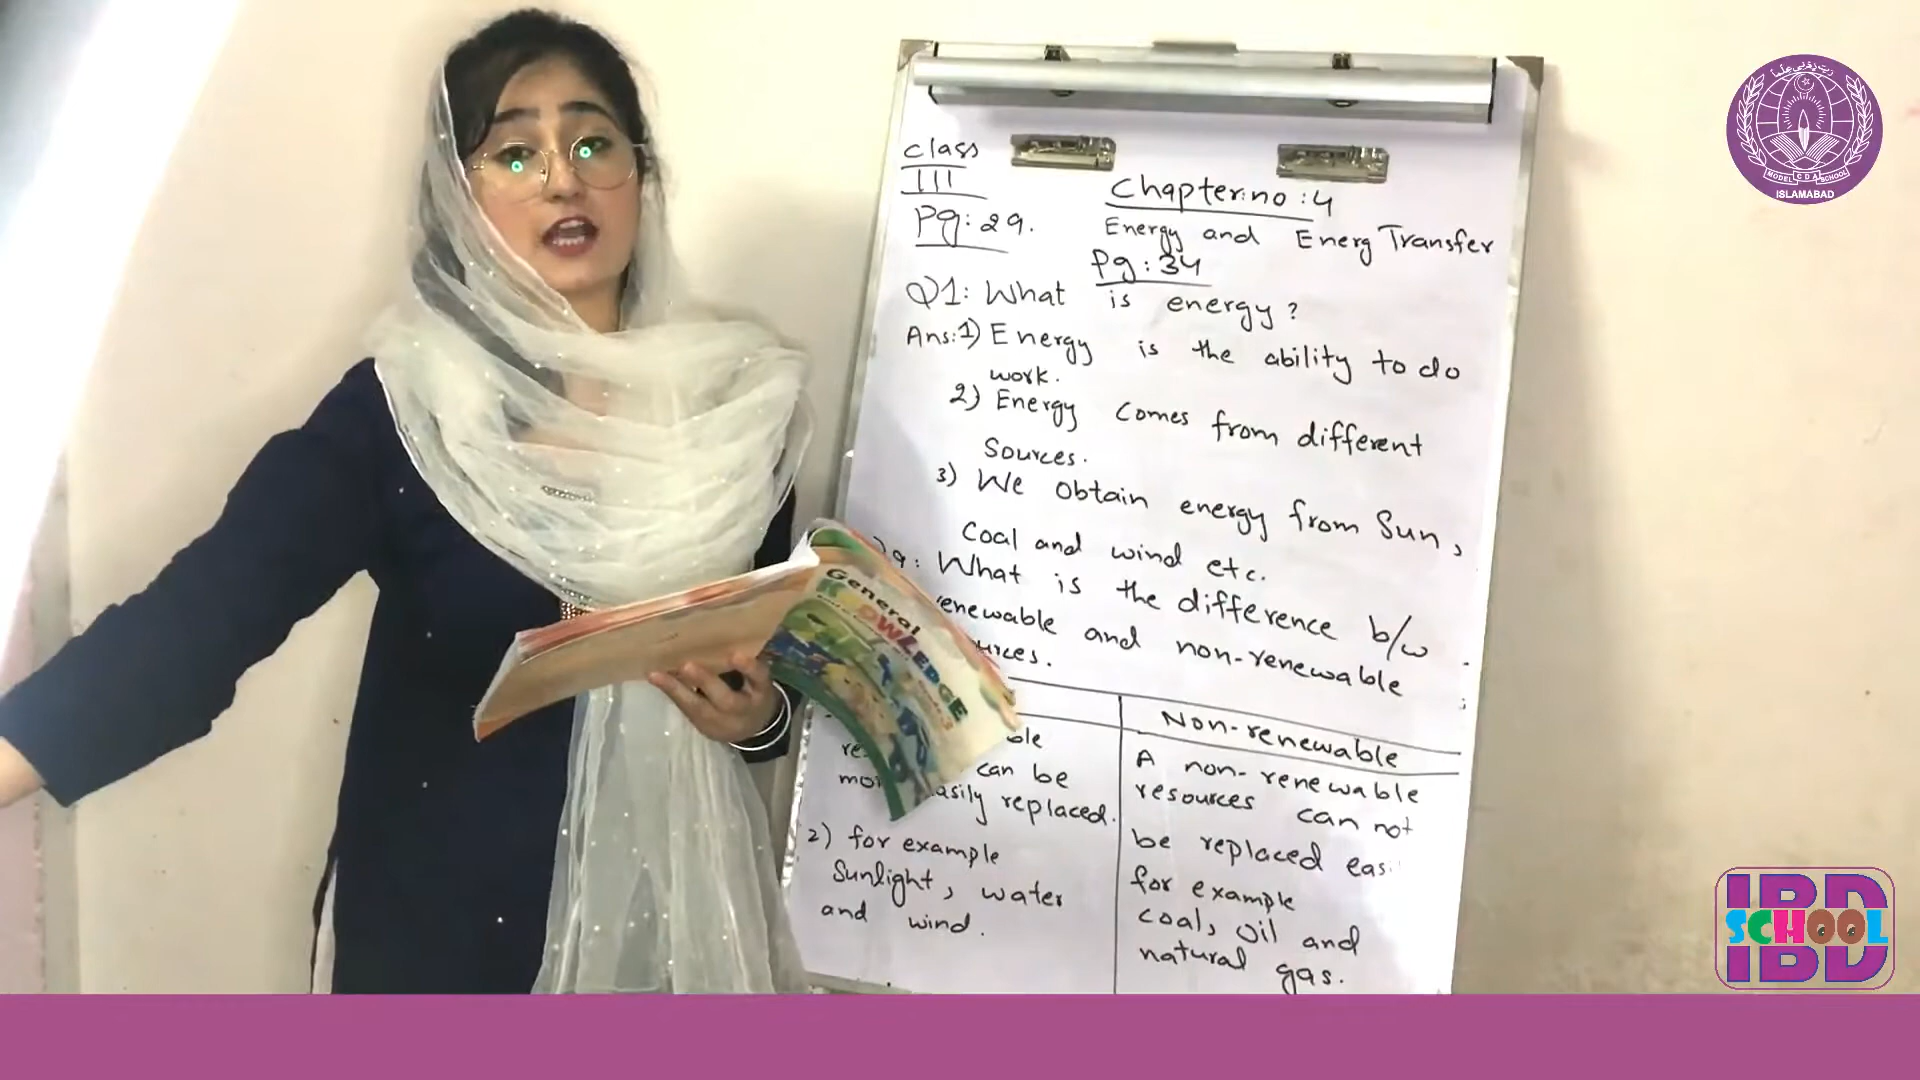 class
III
Pg: 29.
Chapter:no :4
Energy and Energ Transfer
Pg: 34
Q1: What is energy?
Ans:1) Energy is the ability to do
work.
2) Energy comes from different
Sources.
3) We obtain energy from Sun,
Coal and wind etc.
What is the difference b/w
renewable and non-renewable
Non-renewable
can be
replaced.
2) for example
Sunlight, water
and wind.
A non-renewable
resources can not
be replaced
for example
coal, oil and
natural gas.
General
KNOWLEDGE
MODEL CDA SCHOOL
ISLAMABAD
IBD
SCHOOL
IBD